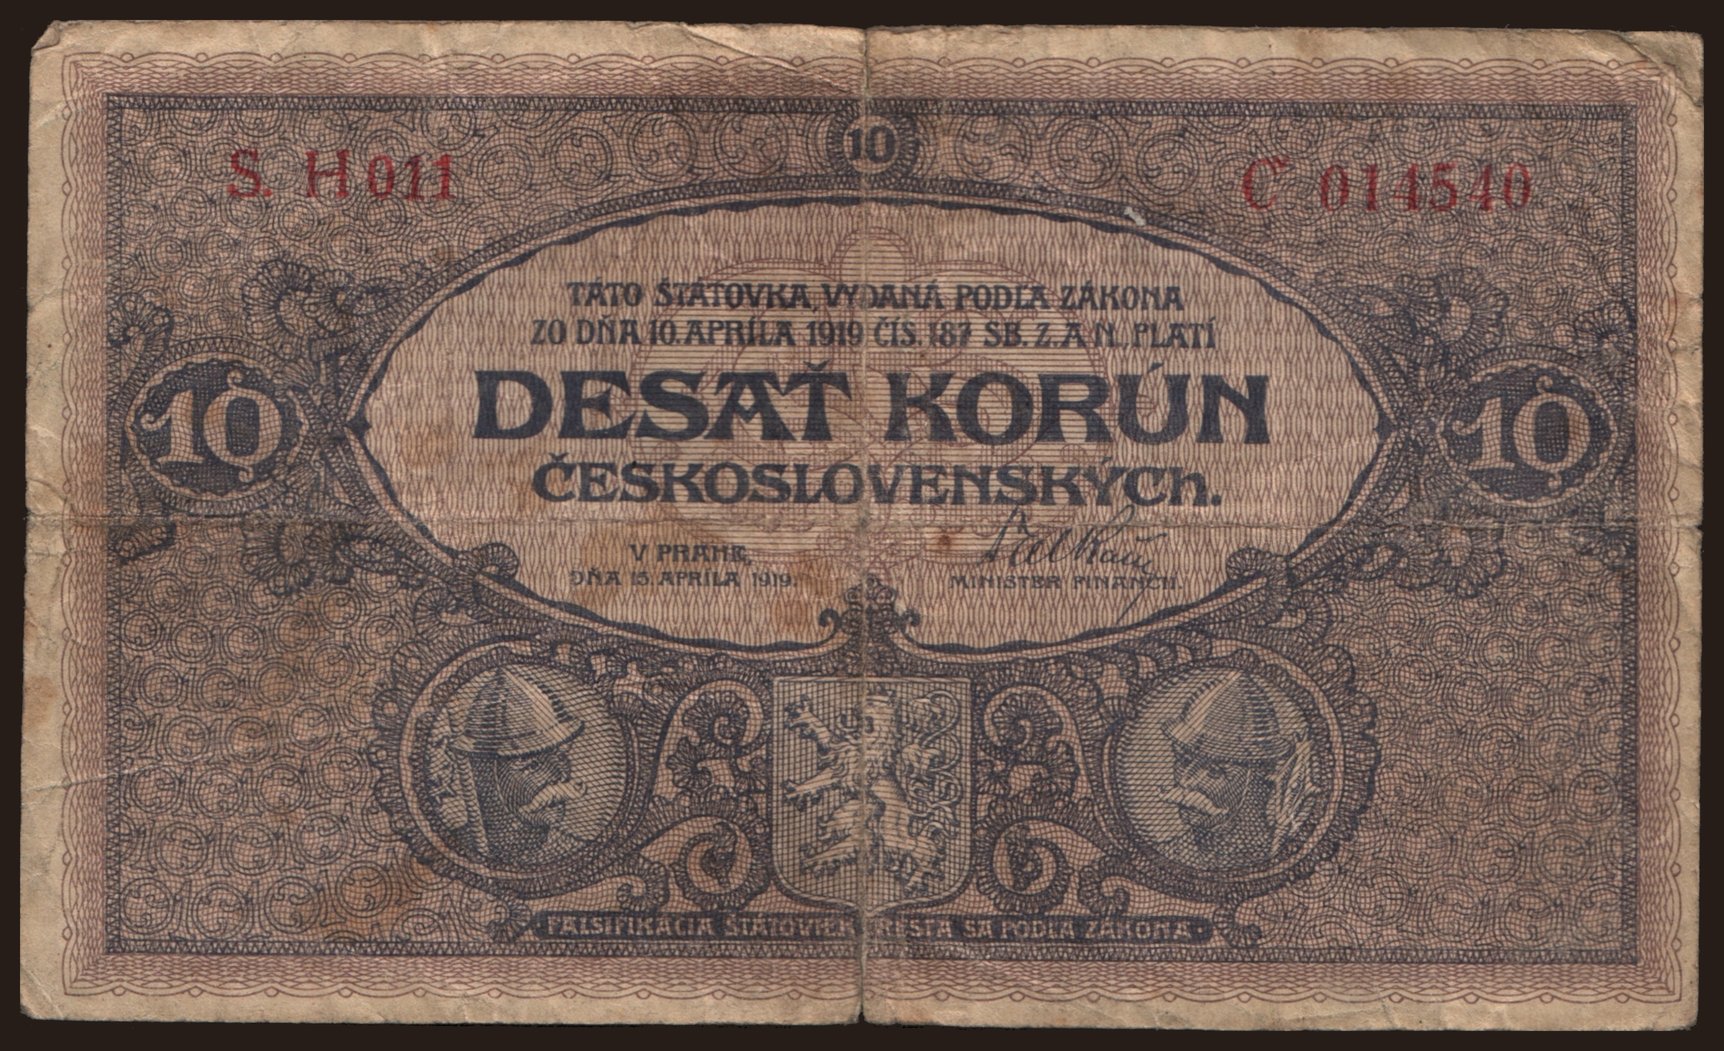 10
S. H 011
Č 014540
TÁTO ŠTÁTOVKA, VYDANÁ PODĽA ZÁKONA
ZO DŇA 10. APRÍLA 1919 ČÍS. 187 SB. Z. A N., PLATÍ
10
DESAŤ KORÚN
10
ČESKOSLOVENSKÝCH.
V PRAHE,
DŇA 15. APRÍLA 1919.
MINISTER FINANCIÍ.
FALSIFIKÁCIA ŠTÁTOVIEK TRESTÁ SA PODĽA ZÁKONA